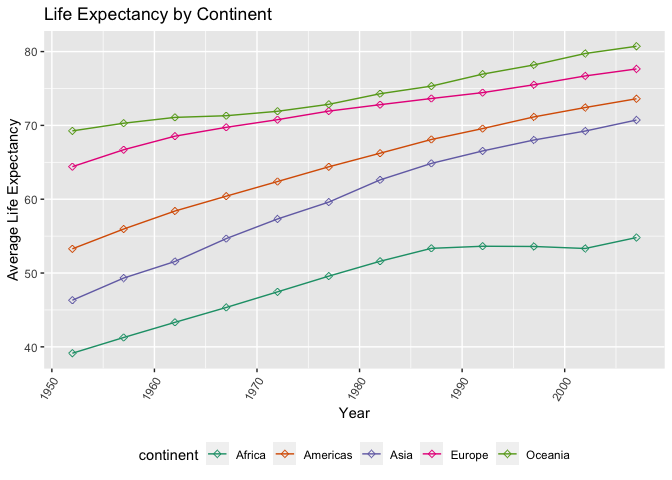 Life Expectancy by Continent
Average Life Expectancy
80
70
60
50
40
1950
1960
1970
1980
1990
2000
Year
continent Africa Americas Asia Europe Oceania